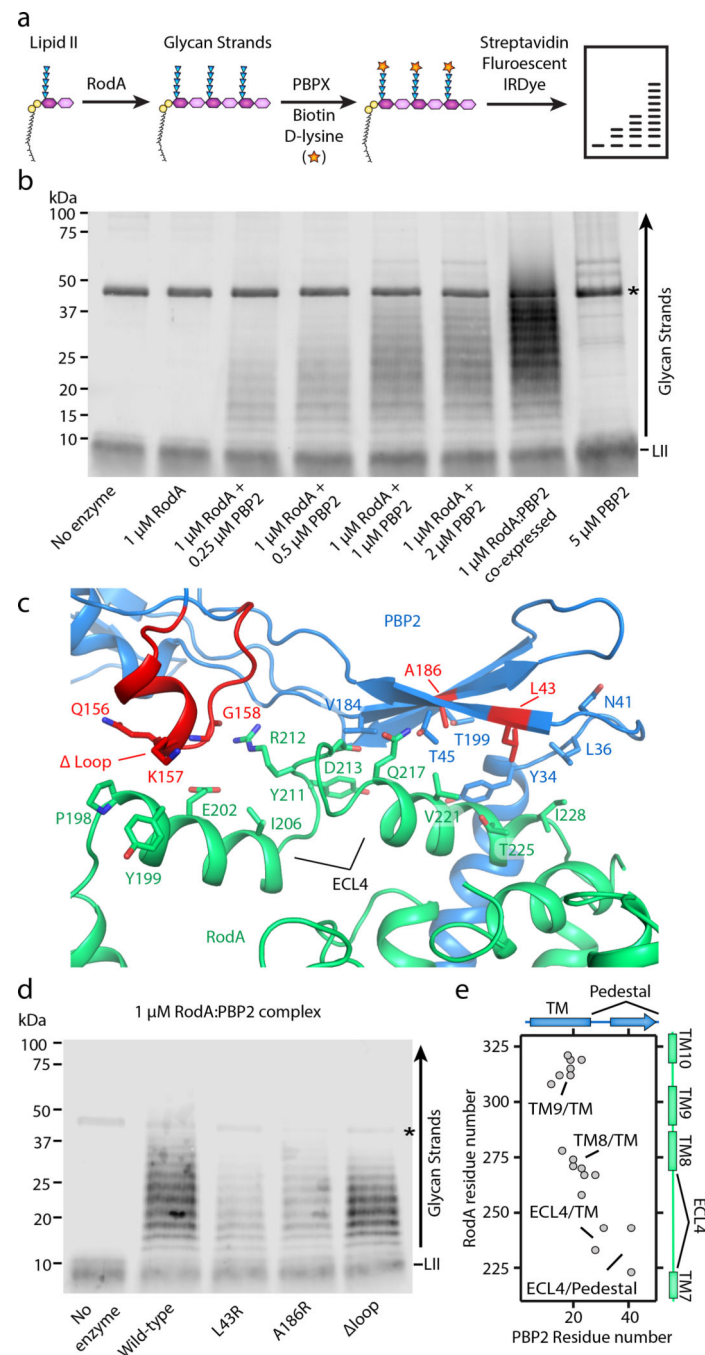 a
Lipid II
Glycan Strands
RodA
PBPX
Biotin
D-lysine
( )
Streptavidin
Fluroescent
IRDye
b
kDa
100
75
50
37
25
20
15
10
*
Glycan Strands
LII
No enzyme
1 µM RodA
1 µM RodA +
0.25 µM PBP2
1 µM RodA +
0.5 µM PBP2
1 µM RodA +
1 µM PBP2
1 µM RodA +
2 µM PBP2
1 µM RodA:PBP2
co-expressed
5 µM PBP2
c
PBP2
A186
L43
Q156
G158
V184
N41
R212
T199
Δ Loop
T45
L36
K157
D213
Q217
Y34
P198
E202
Y211
I206
V221
I228
Y199
T225
ECL4
RodA
d
1 µM RodA:PBP2 complex
kDa
100
75
50
37
25
20
10
*
Glycan Strands
LII
No
enzyme
Wild-type
L43R
A186R
Δloop
e
Pedestal
TM
325
300
275
250
225
RodA residue number
TM9/TM
TM8/TM
ECL4/TM
ECL4/Pedestal
TM10
TM9
TM8
ECL4
TM7
20
40
PBP2 Residue number